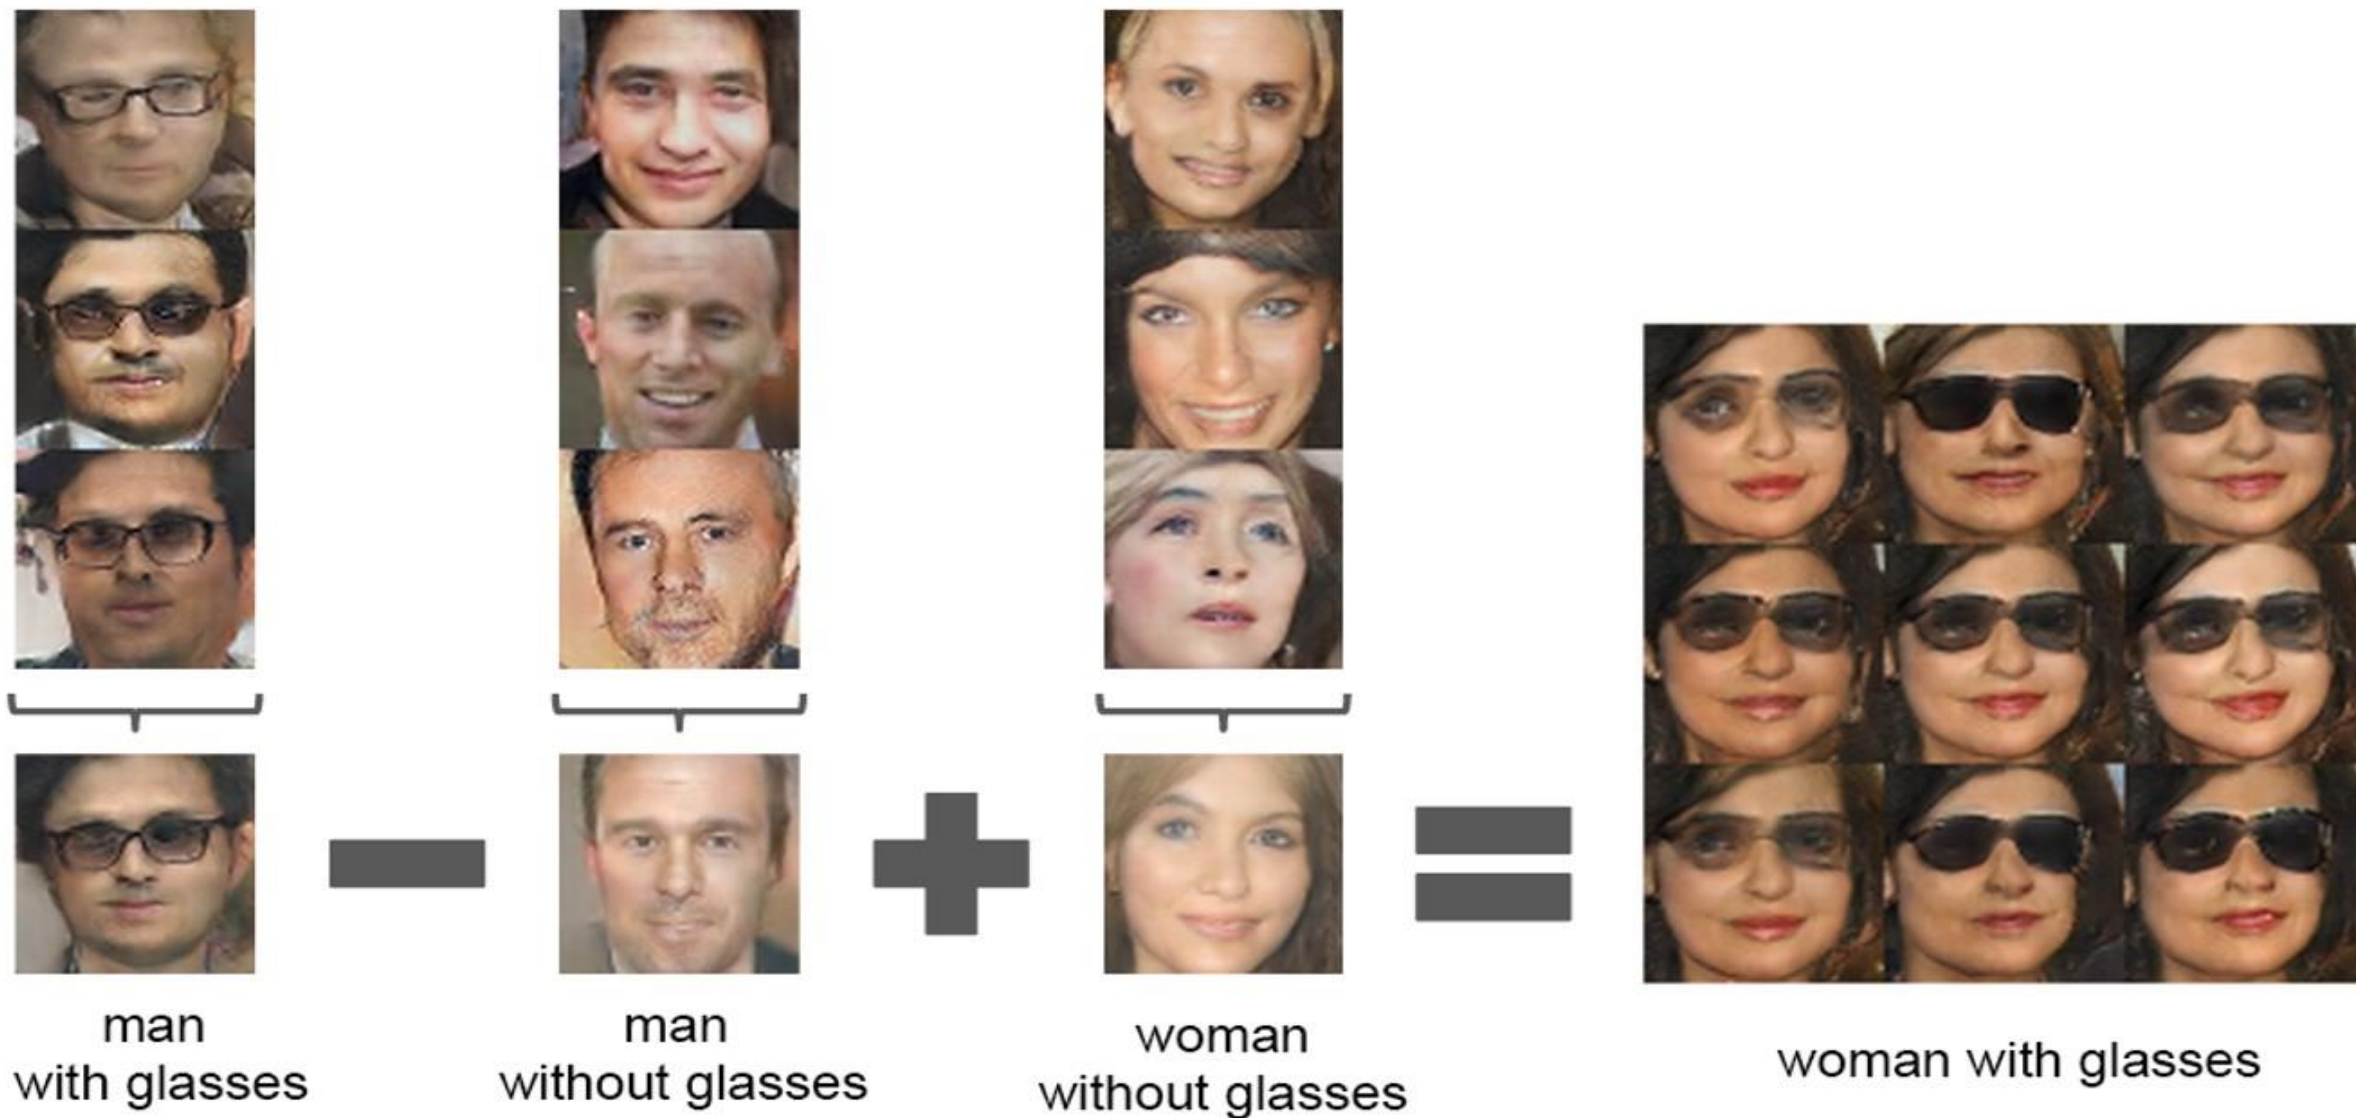 man
with glasses
man
without glasses
woman
without glasses
woman with glasses